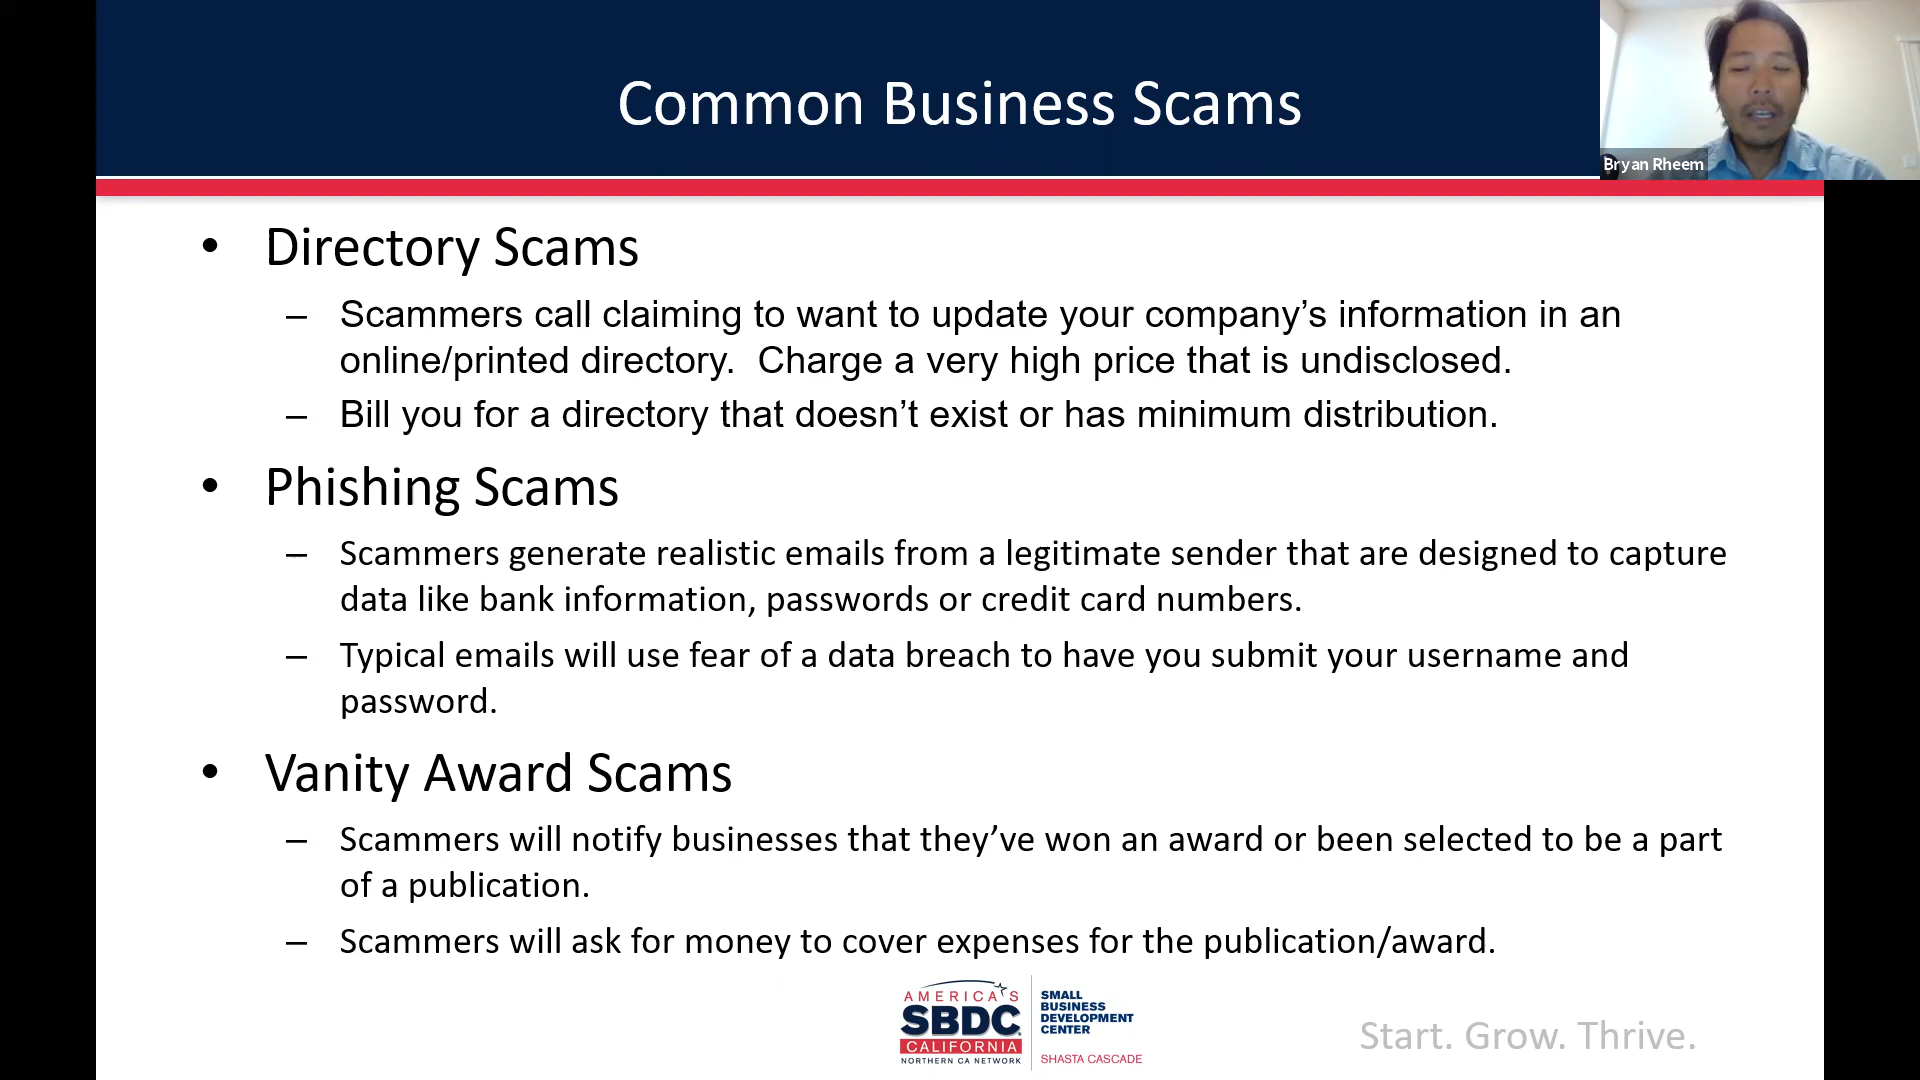 Common Business Scams
Bryan Rheem
• Directory Scams
– Scammers call claiming to want to update your company’s information in an
online/printed directory.  Charge a very high price that is undisclosed.
– Bill you for a directory that doesn’t exist or has minimum distribution.
• Phishing Scams
– Scammers generate realistic emails from a legitimate sender that are designed to capture
data like bank information, passwords or credit card numbers.
– Typical emails will use fear of a data breach to have you submit your username and
password.
• Vanity Award Scams
– Scammers will notify businesses that they’ve won an award or been selected to be a part
of a publication.
– Scammers will ask for money to cover expenses for the publication/award.
AMERICA'S
SBDC
CALIFORNIA
NORTHERN CA NETWORK
SMALL
BUSINESS
DEVELOPMENT
CENTER
SHASTA CASCADE
Start. Grow. Thrive.